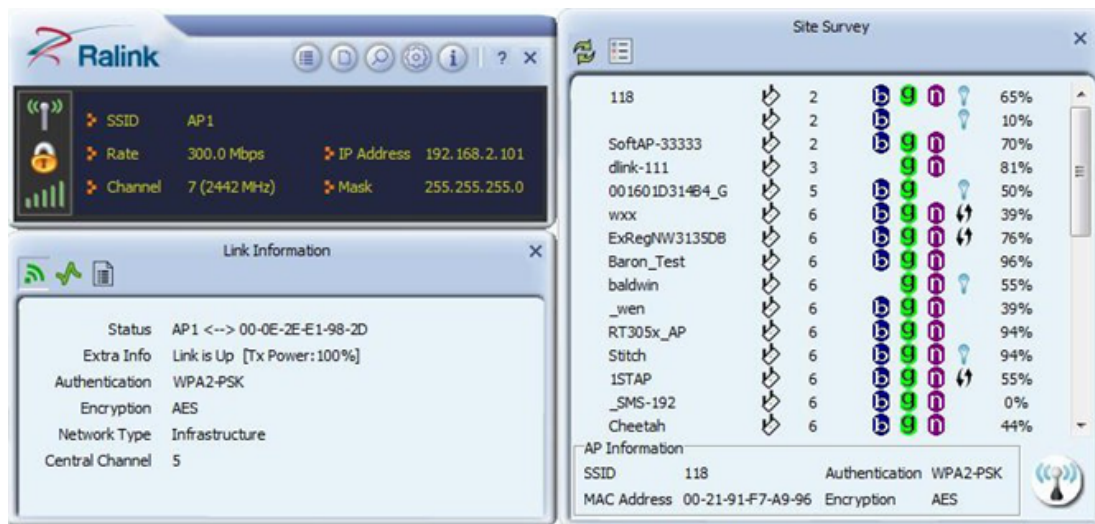 Ralink
? ×
SSID AP1
Rate 300.0 Mbps IP Address 192.168.2.101
Channel 7 (2442 MHz) Mask 255.255.255.0
Link Information ×
Status AP1 <--> 00-0E-2E-E1-98-2D
Extra Info Link is Up [Tx Power:100%]
Authentication WPA2-PSK
Encryption AES
Network Type Infrastructure
Central Channel 5
Site Survey ×
118 2 b g n 65%
2 b 10%
SoftAP-33333 2 b g n 70%
dlink-111 3 g n 81%
001601D314B4_G 5 b g 50%
wxx 6 b g n 39%
ExRegNW3135DB 6 b g n 76%
Baron_Test 6 b g n 96%
baldwin 6 g n 55%
_wen 6 b g n 39%
RT305x_AP 6 b g n 94%
Stitch 6 b g n 94%
1STAP 6 b g n 55%
_SMS-192 6 b g n 0%
Cheetah 6 b g n 44%
AP Information
SSID 118 Authentication WPA2-PSK
MAC Address 00-21-91-F7-A9-96 Encryption AES